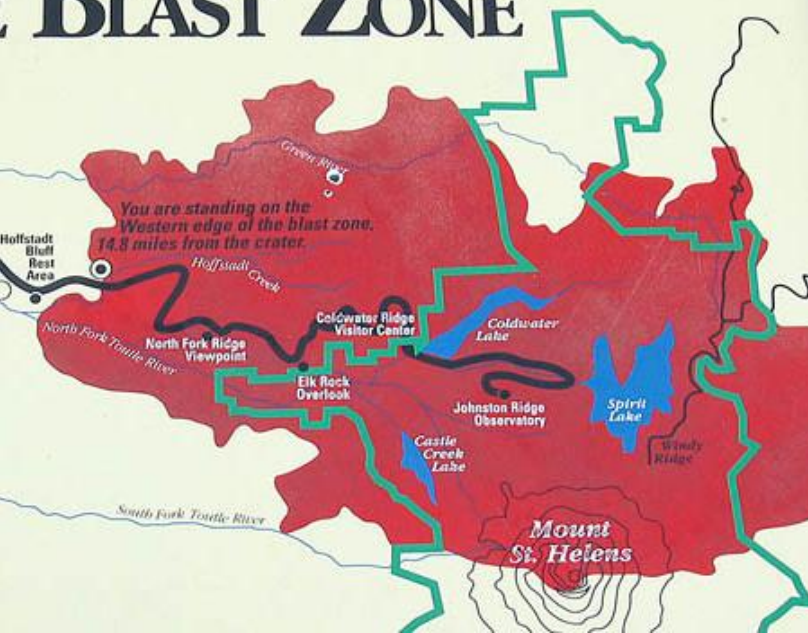 E BLAST ZONE
Green River
You are standing on the
Western edge of the blast zone,
14.8 miles from the crater.
Hoffstadt
Bluff
Rest
Area
Hoffstadt
Creek
North Fork Toutle River
North Fork Ridge
Viewpoint
Coldwater Ridge
Visitor Center
Coldwater
Lake
Elk Rock
Overlook
Johnston Ridge
Observatory
Spirit
Lake
Castle
Creek
Lake
Windy
Ridge
South Fork Toutle River
Mount
St. Helens